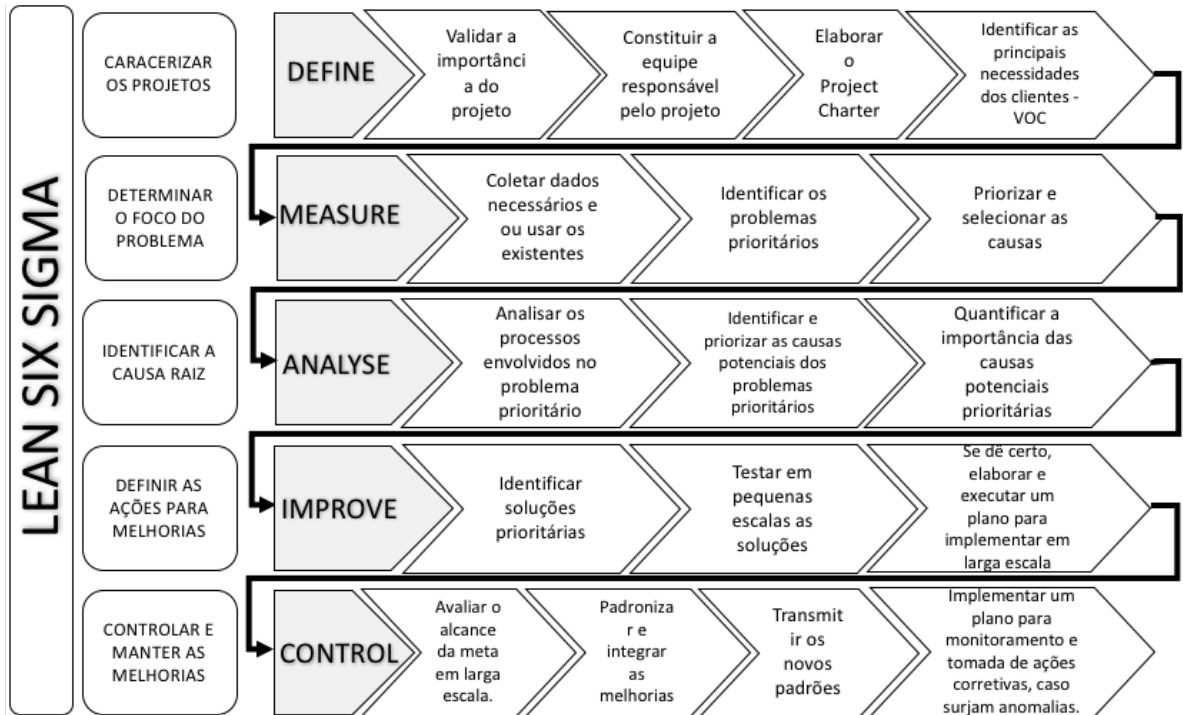 LEAN SIX SIGMA
CARACERIZAR
OS PROJETOS
DEFINE
Validar a
importânci
a do
projeto
Constituir a
equipe
responsável
pelo projeto
Elaborar
o
Project
Charter
Identificar as
principais
necessidades
dos clientes -
VOC
DETERMINAR
O FOCO DO
PROBLEMA
MEASURE
Coletar dados
necessários e
ou usar os
existentes
Identificar os
problemas
prioritários
Priorizar e
selecionar as
causas
IDENTIFICAR A
CAUSA RAIZ
ANALYSE
Analisar os
processos
envolvidos no
problema
prioritário
Identificar e
priorizar as causas
potenciais dos
problemas
prioritários
Quantificar a
importância das
causas
potenciais
prioritárias
DEFINIR AS
AÇÕES PARA
MELHORIAS
IMPROVE
Identificar
soluções
prioritárias
Testar em
pequenas
escalas as
soluções
Se dê certo,
elaborar e
executar um
plano para
implementar em
larga escala
CONTROLAR E
MANTER AS
MELHORIAS
CONTROL
Avaliar o
alcance
da meta
em larga
escala.
Padroniza
r e
integrar
as
melhorias
Transmit
ir os
novos
padrões
Implementar um
plano para
monitoramento e
tomada de ações
corretivas, caso
surjam anomalias.